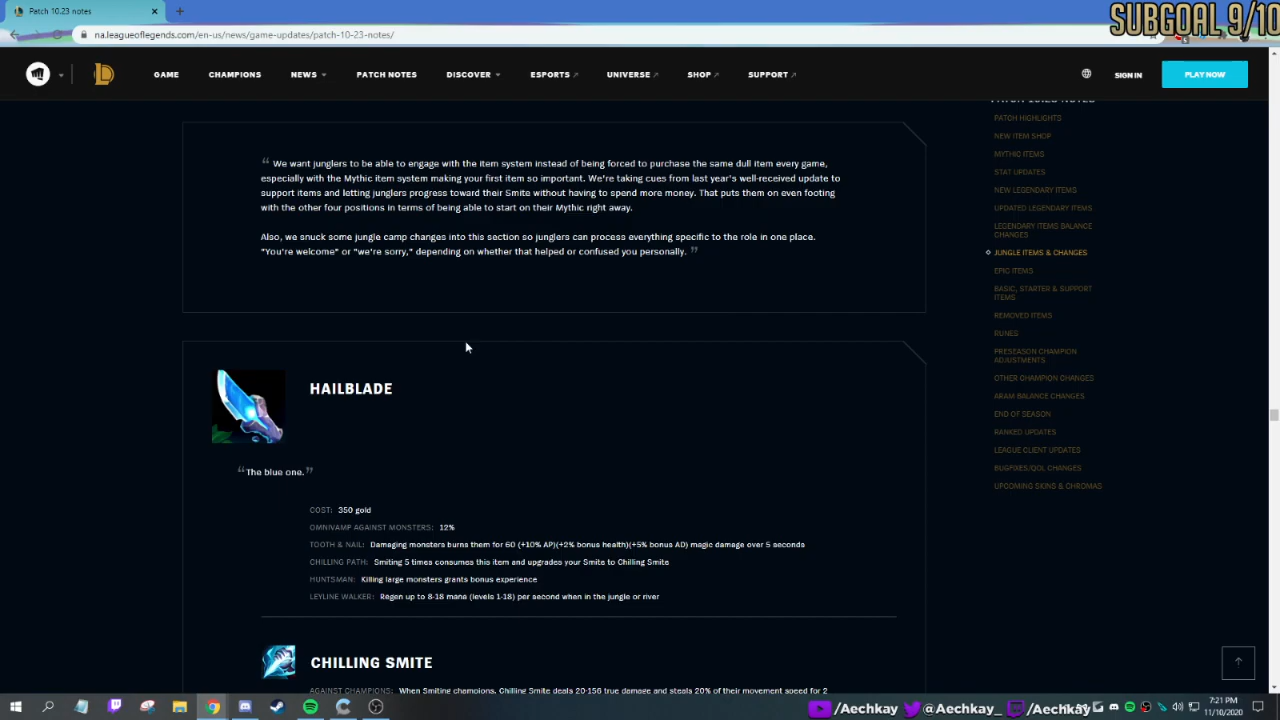 Patch 10.23 notes
SUBGOAL 9/10
na.leagueoflegends.com/en-us/news/game-updates/patch-10-23-notes/
GAME CHAMPIONS NEWS PATCH NOTES DISCOVER ESPORTS UNIVERSE SHOP SUPPORT SIGN IN PLAY NOW
PATCH 10.23 NOTES
PATCH HIGHLIGHTS
NEW ITEM SHOP
MYTHIC ITEMS
STAT UPDATES
NEW LEGENDARY ITEMS
UPDATED LEGENDARY ITEMS
LEGENDARY ITEMS BALANCE
CHANGES
JUNGLE ITEMS & CHANGES
EPIC ITEMS
BASIC, STARTER & SUPPORT
ITEMS
REMOVED ITEMS
RUNES
PRESEASON CHAMPION
ADJUSTMENTS
OTHER CHAMPION CHANGES
ARAM BALANCE CHANGES
END OF SEASON
RANKED UPDATES
LEAGUE CLIENT UPDATES
BUGFIXES/QOL CHANGES
UPCOMING SKINS & CHROMAS
“ We want junglers to be able to engage with the item system instead of being forced to purchase the same dull item every game,
especially with the Mythic item system making your first item so important. We're taking cues from last year's well-received update to
support items and letting junglers progress toward their Smite without having to spend more money. That puts them on even footing
with the other four positions in terms of being able to start on their Mythic right away.
Also, we snuck some jungle camp changes into this section so junglers can process everything specific to the role in one place.
"You're welcome" or "we're sorry," depending on whether that helped or confused you personally. ”
HAILBLADE
“The blue one.”
COST: 350 gold
OMNIVAMP AGAINST MONSTERS: 12%
TOOTH & NAIL: Damaging monsters burns them for 60 (+10% AP)(+2% bonus health)(+5% bonus AD) magic damage over 5 seconds
CHILLING PATH: Smiting 5 times consumes this item and upgrades your Smite to Chilling Smite
HUNTSMAN: Killing large monsters grants bonus experience
LEYLINE WALKER: Regen up to 8-18 mana (levels 1-18) per second when in the jungle or river
CHILLING SMITE
AGAINST CHAMPIONS: When Smiting champions, Chilling Smite deals 20-156 true damage and steals 20% of their movement speed for 2
/Aechkay @Aechkay_ /Aechkay
7:21 PM
11/10/2020